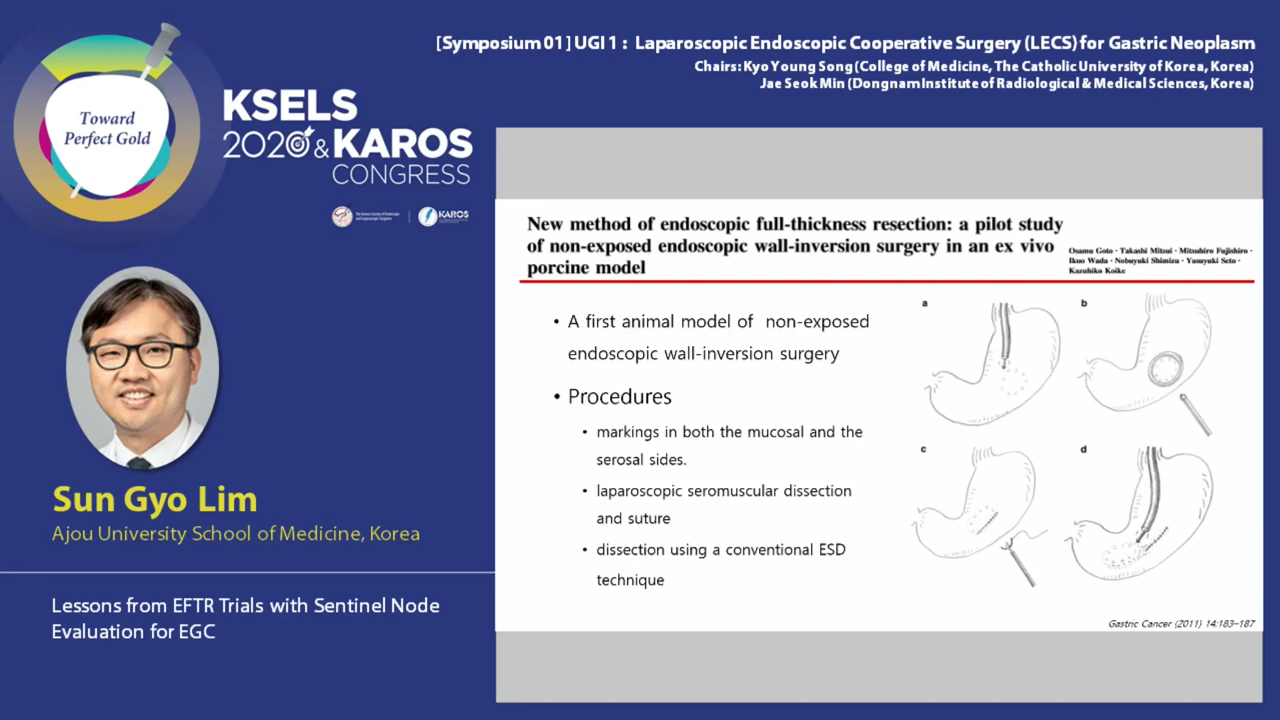 [Symposium 01] UGI 1 : Laparoscopic Endoscopic Cooperative Surgery (LECS) for Gastric Neoplasm
Chairs: Kyo Young Song (College of Medicine, The Catholic University of Korea, Korea)
Jae Seok Min (Dongnam Institute of Radiological & Medical Sciences, Korea)
Toward
Perfect Gold
KSELS
2020 & KAROS
CONGRESS
KAROS
Sun Gyo Lim
Ajou University School of Medicine, Korea
Lessons from EFTR Trials with Sentinel Node
Evaluation for EGC
New method of endoscopic full-thickness resection: a pilot study
of non-exposed endoscopic wall-inversion surgery in an ex vivo
porcine model
Osamu Goto · Takashi Mitsui · Mitsuhiro Fujishiro ·
Ikuo Wada · Nobuyuki Shimizu · Yasuyuki Seto ·
Kazuhiko Koike
• A first animal model of non-exposed
endoscopic wall-inversion surgery
• Procedures
• markings in both the mucosal and the
serosal sides.
• laparoscopic seromuscular dissection
and suture
• dissection using a conventional ESD
technique
a
b
c
d
Gastric Cancer (2011) 14:183–187